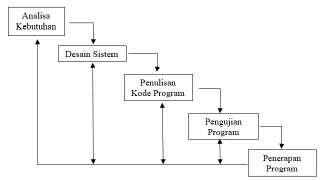 Analisa
Kebutuhan
Desain Sistem
Penulisan
Kode Program
Pengujian
Program
Penerapan
Program